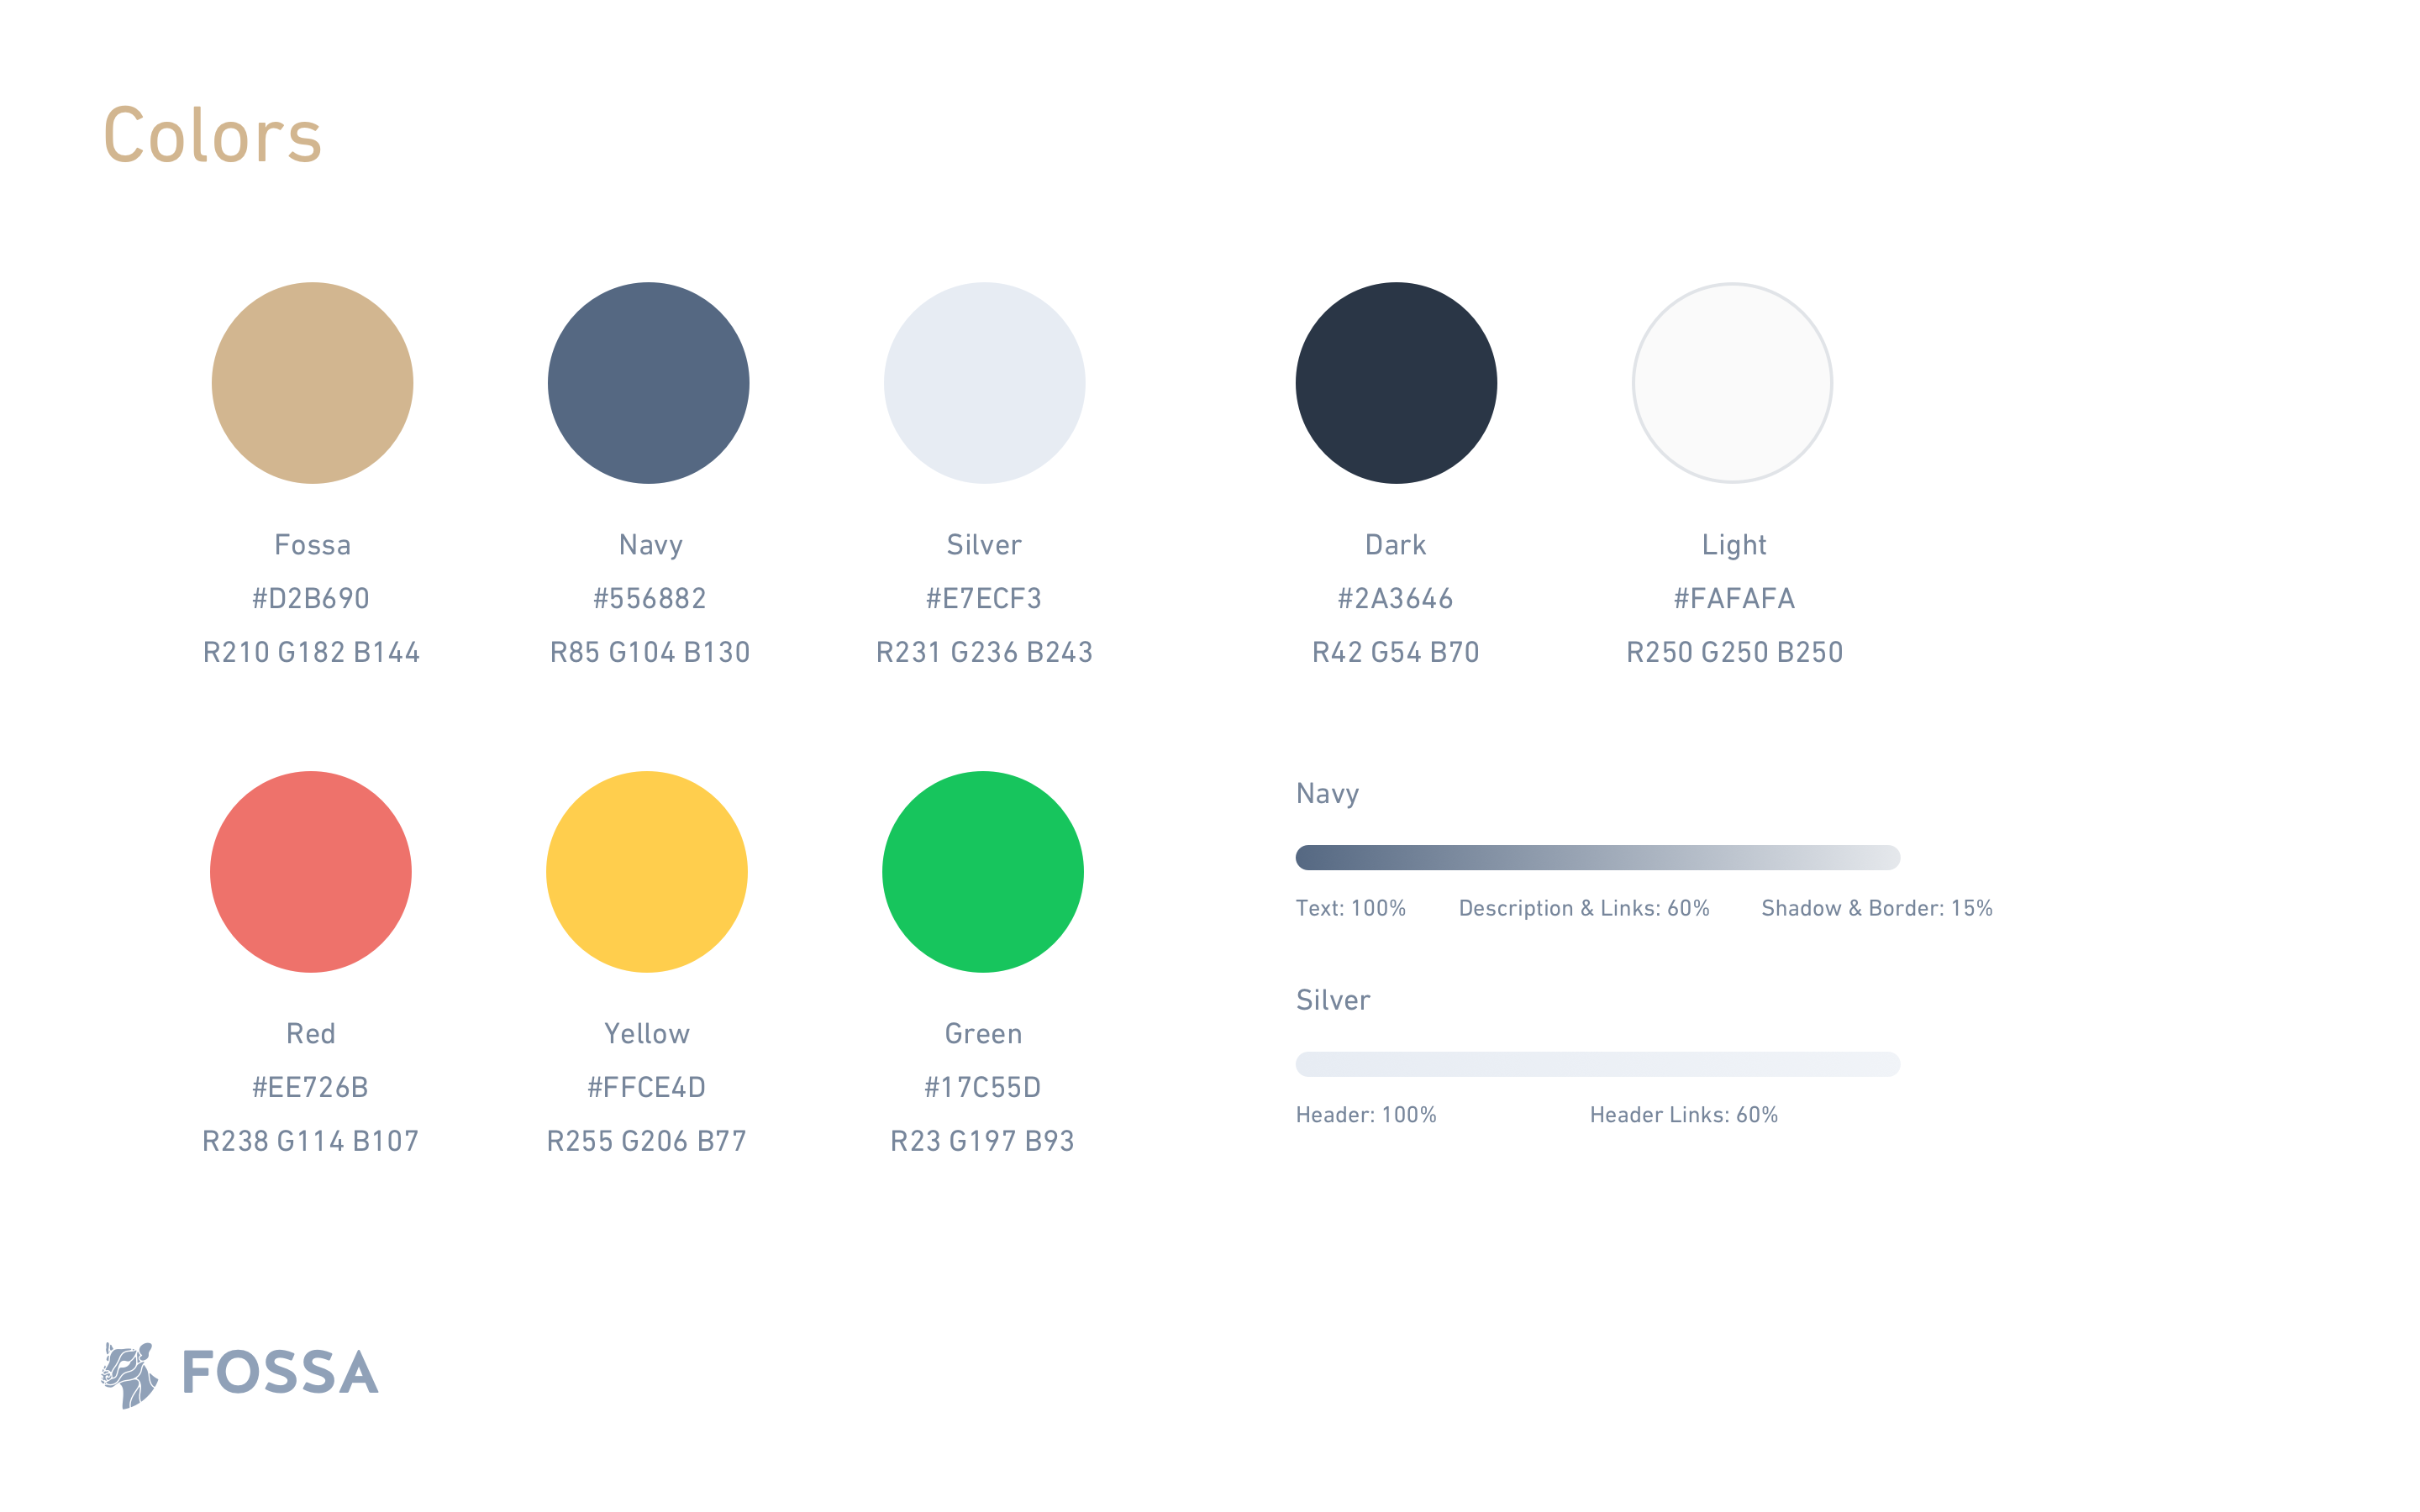 Colors
Fossa
#D2B690
R210 G182 B144
Navy
#556882
R85 G104 B130
Silver
#E7ECF3
R231 G236 B243
Dark
#2A3646
R42 G54 B70
Light
#FAFAFA
R250 G250 B250
Red
#EE726B
R238 G114 B107
Yellow
#FFCE4D
R255 G206 B77
Green
#17C55D
R23 G197 B93
Navy
Text: 100%
Description & Links: 60%
Shadow & Border: 15%
Silver
Header: 100%
Header Links: 60%
FOSSA